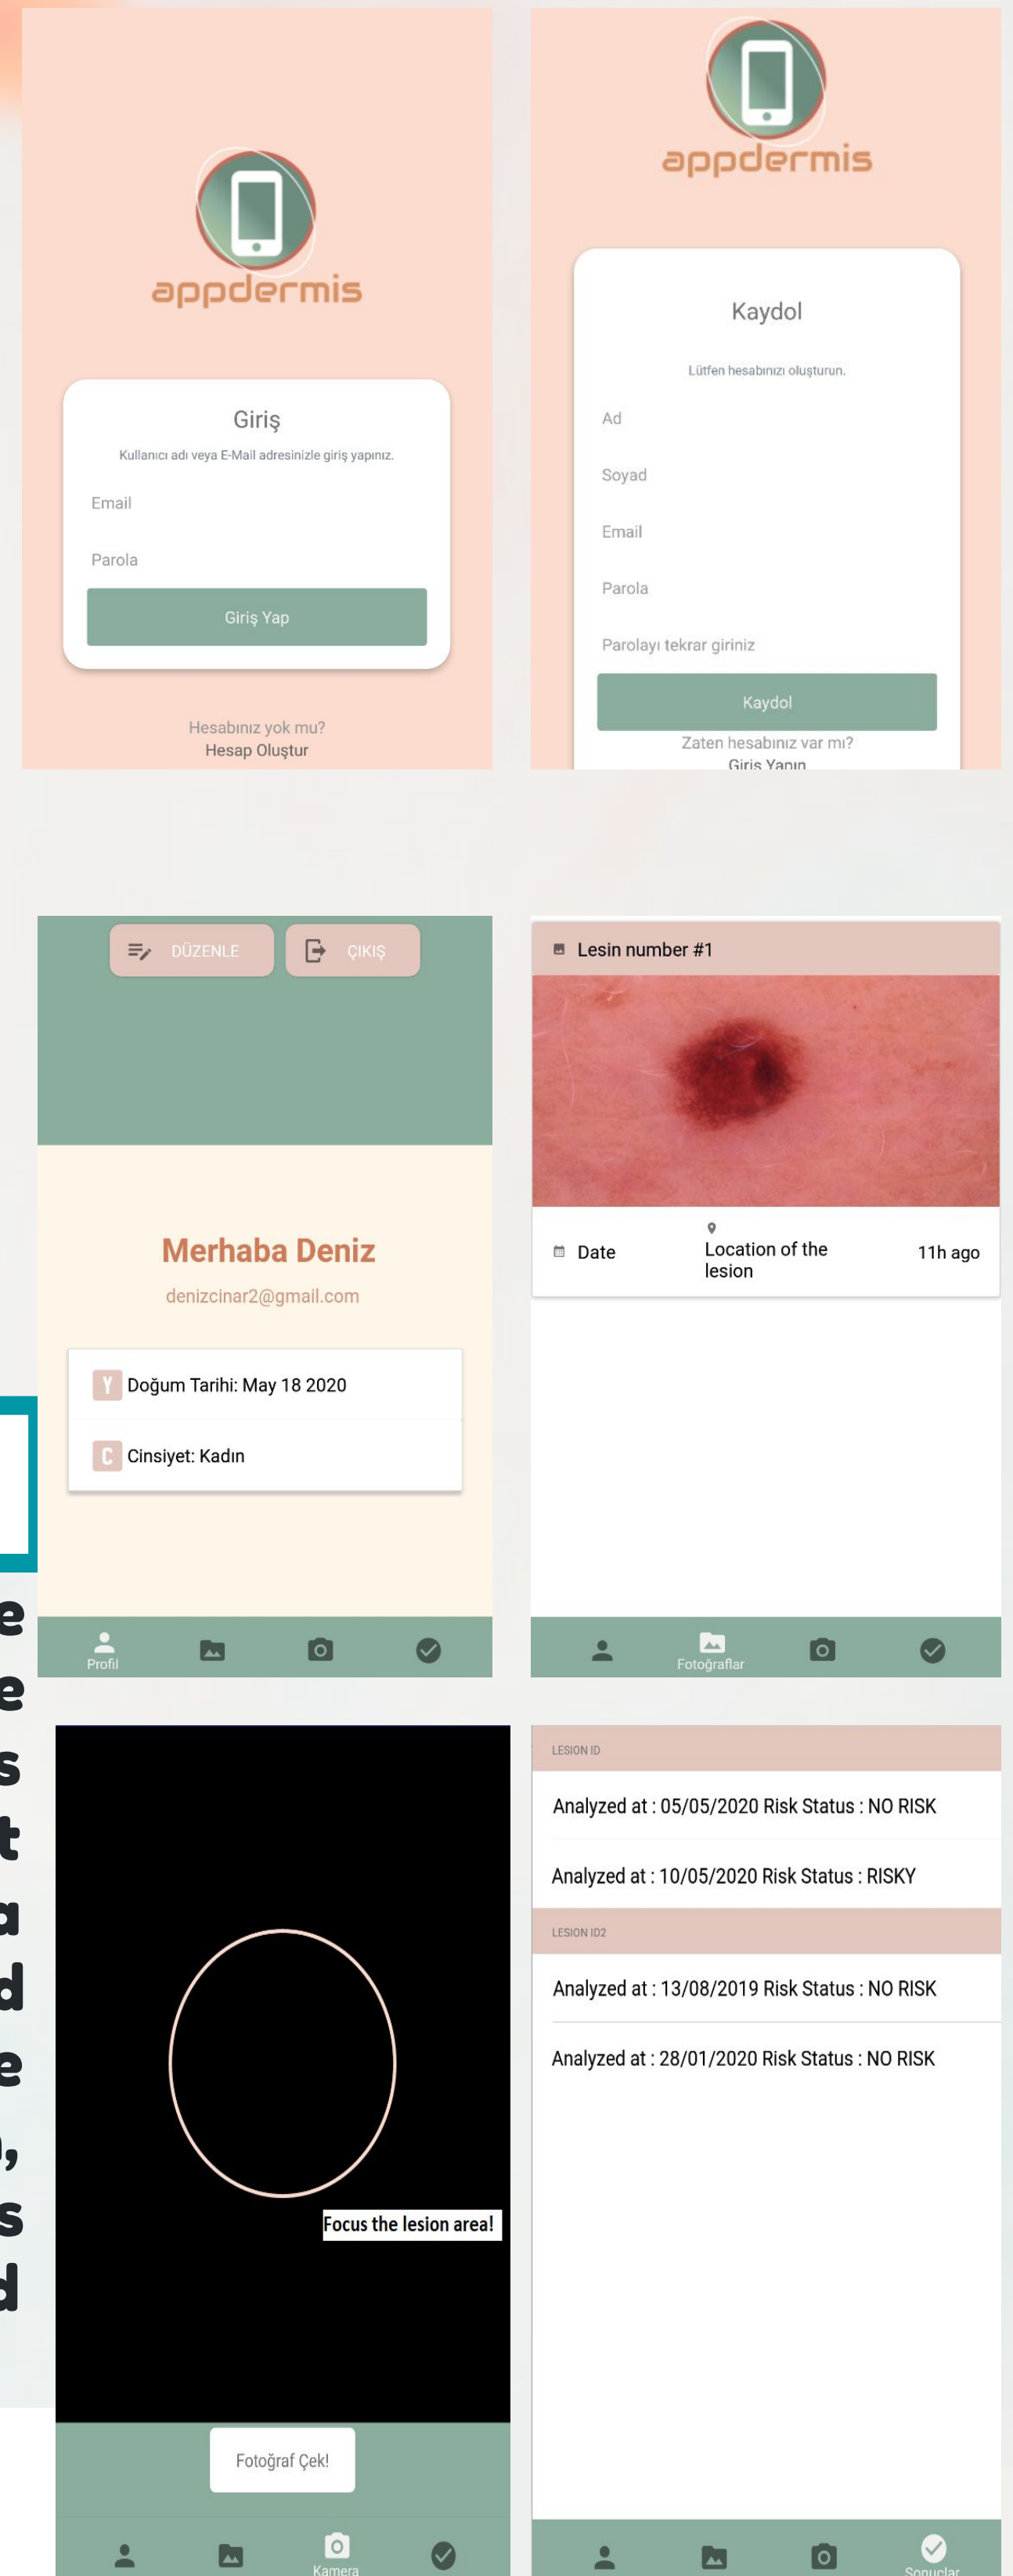 appdermis
Giriş
Kullanıcı adı veya E-Mail adresinizle giriş yapınız.
Email
Parola
Giriş Yap
Hesabınız yok mu?
Hesap Oluştur
appdermis
Kaydol
Lütfen hesabınızı oluşturun.
Ad
Soyad
Email
Parola
Parolayı tekrar giriniz
Kaydol
Zaten hesabınız var mı?
Giriş Yapın
DÜZENLE
ÇIKIŞ
Merhaba Deniz
denizcinar2@gmail.com
Y Doğum Tarihi: May 18 2020
C Cinsiyet: Kadın
Profil
Lesin number #1
Date
Location of the
lesion
11h ago
Fotoğraflar
e
e
s
t
a
d
e
,
s
d
Focus the lesion area!
Fotoğraf Çek!
Kamera
LESION ID
Analyzed at : 05/05/2020 Risk Status : NO RISK
Analyzed at : 10/05/2020 Risk Status : RISKY
LESION ID2
Analyzed at : 13/08/2019 Risk Status : NO RISK
Analyzed at : 28/01/2020 Risk Status : NO RISK
Sonuçlar